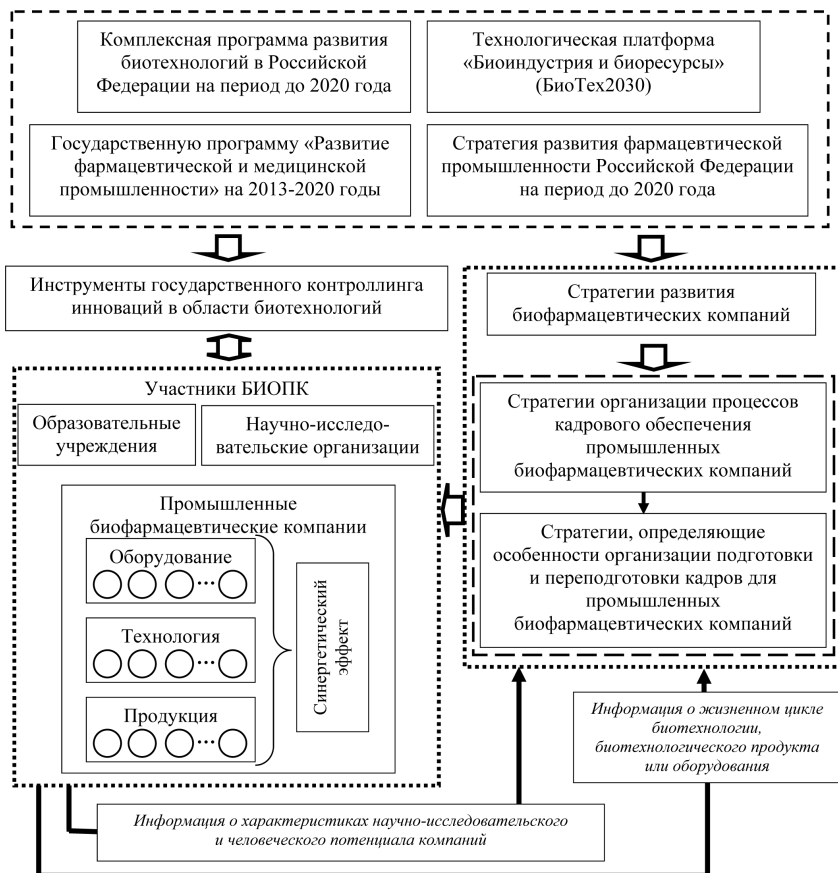 Комплексная программа развития
биотехнологий в Российской
Федерации на период до 2020 года
Технологическая платформа
«Биоиндустрия и биоресурсы»
(БиоТех2030)
Государственную программу «Развитие
фармацевтической и медицинской
промышленности» на 2013-2020 годы
Стратегия развития фармацевтической
промышленности Российской Федерации
на период до 2020 года
Инструменты государственного контроллинга
инноваций в области биотехнологий
Стратегии развития
биофармацевтических компаний
Участники БИОПК
Образовательные
учреждения
Научно-исследо-
вательские организации
Стратегии организации процессов
кадрового обеспечения
промышленных
биофармацевтических компаний
Промышленные
биофармацевтические компании
Оборудование
...
Технология
...
Продукция
...
Синергетический
эффект
Стратегии, определяющие
особенности организации подготовки
и переподготовки кадров для
промышленных
биофармацевтических компаний
Информация о жизненном цикле
биотехнологии,
биотехнологического продукта
или оборудования
Информация о характеристиках научно-исследовательского
и человеческого потенциала компаний